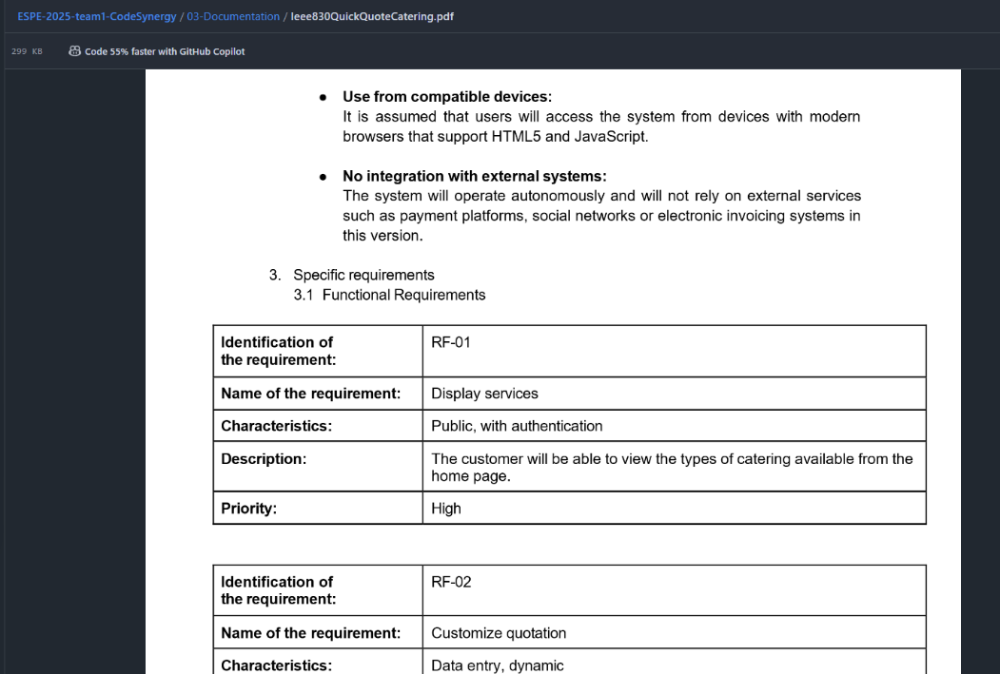 ESPE-2025-team1-CodeSynergy / 03-Documentation / Ieee830QuickQuoteCatering.pdf
299 KB Code 55% faster with GitHub Copilot
● Use from compatible devices:
It is assumed that users will access the system from devices with modern
browsers that support HTML5 and JavaScript.
● No integration with external systems:
The system will operate autonomously and will not rely on external services
such as payment platforms, social networks or electronic invoicing systems in
this version.
3. Specific requirements
3.1 Functional Requirements
Identification of
the requirement:
RF-01
Name of the requirement: Display services
Characteristics: Public, with authentication
Description: The customer will be able to view the types of catering available from the
home page.
Priority: High
Identification of
the requirement:
RF-02
Name of the requirement: Customize quotation
Characteristics: Data entry, dynamic